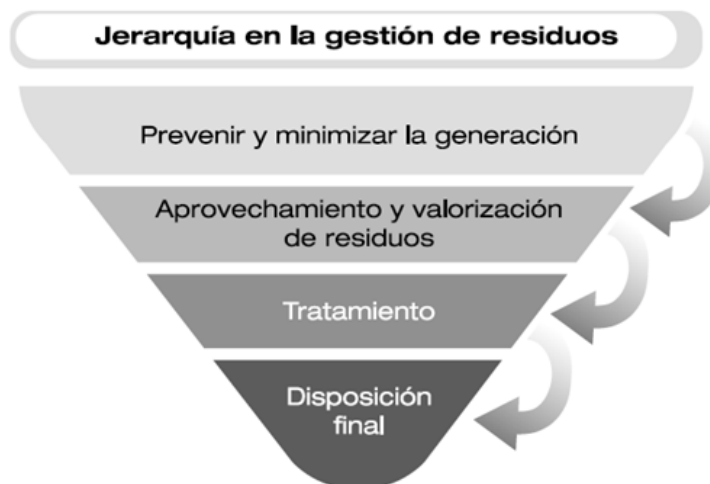 Jerarquía en la gestión de residuos
Prevenir y minimizar la generación
Aprovechamiento y valorización
de residuos
Tratamiento
Disposición
final